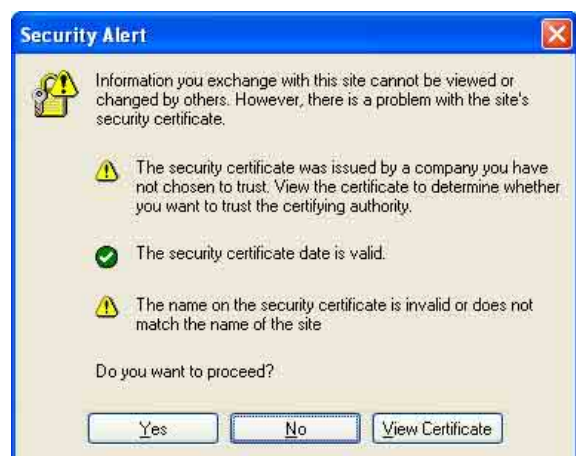 Security Alert
Information you exchange with this site cannot be viewed or
changed by others. However, there is a problem with the site's
security certificate.
The security certificate was issued by a company you have
not chosen to trust. View the certificate to determine whether
you want to trust the certifying authority.
The security certificate date is valid.
The name on the security certificate is invalid or does not
match the name of the site
Do you want to proceed?
Yes No View Certificate